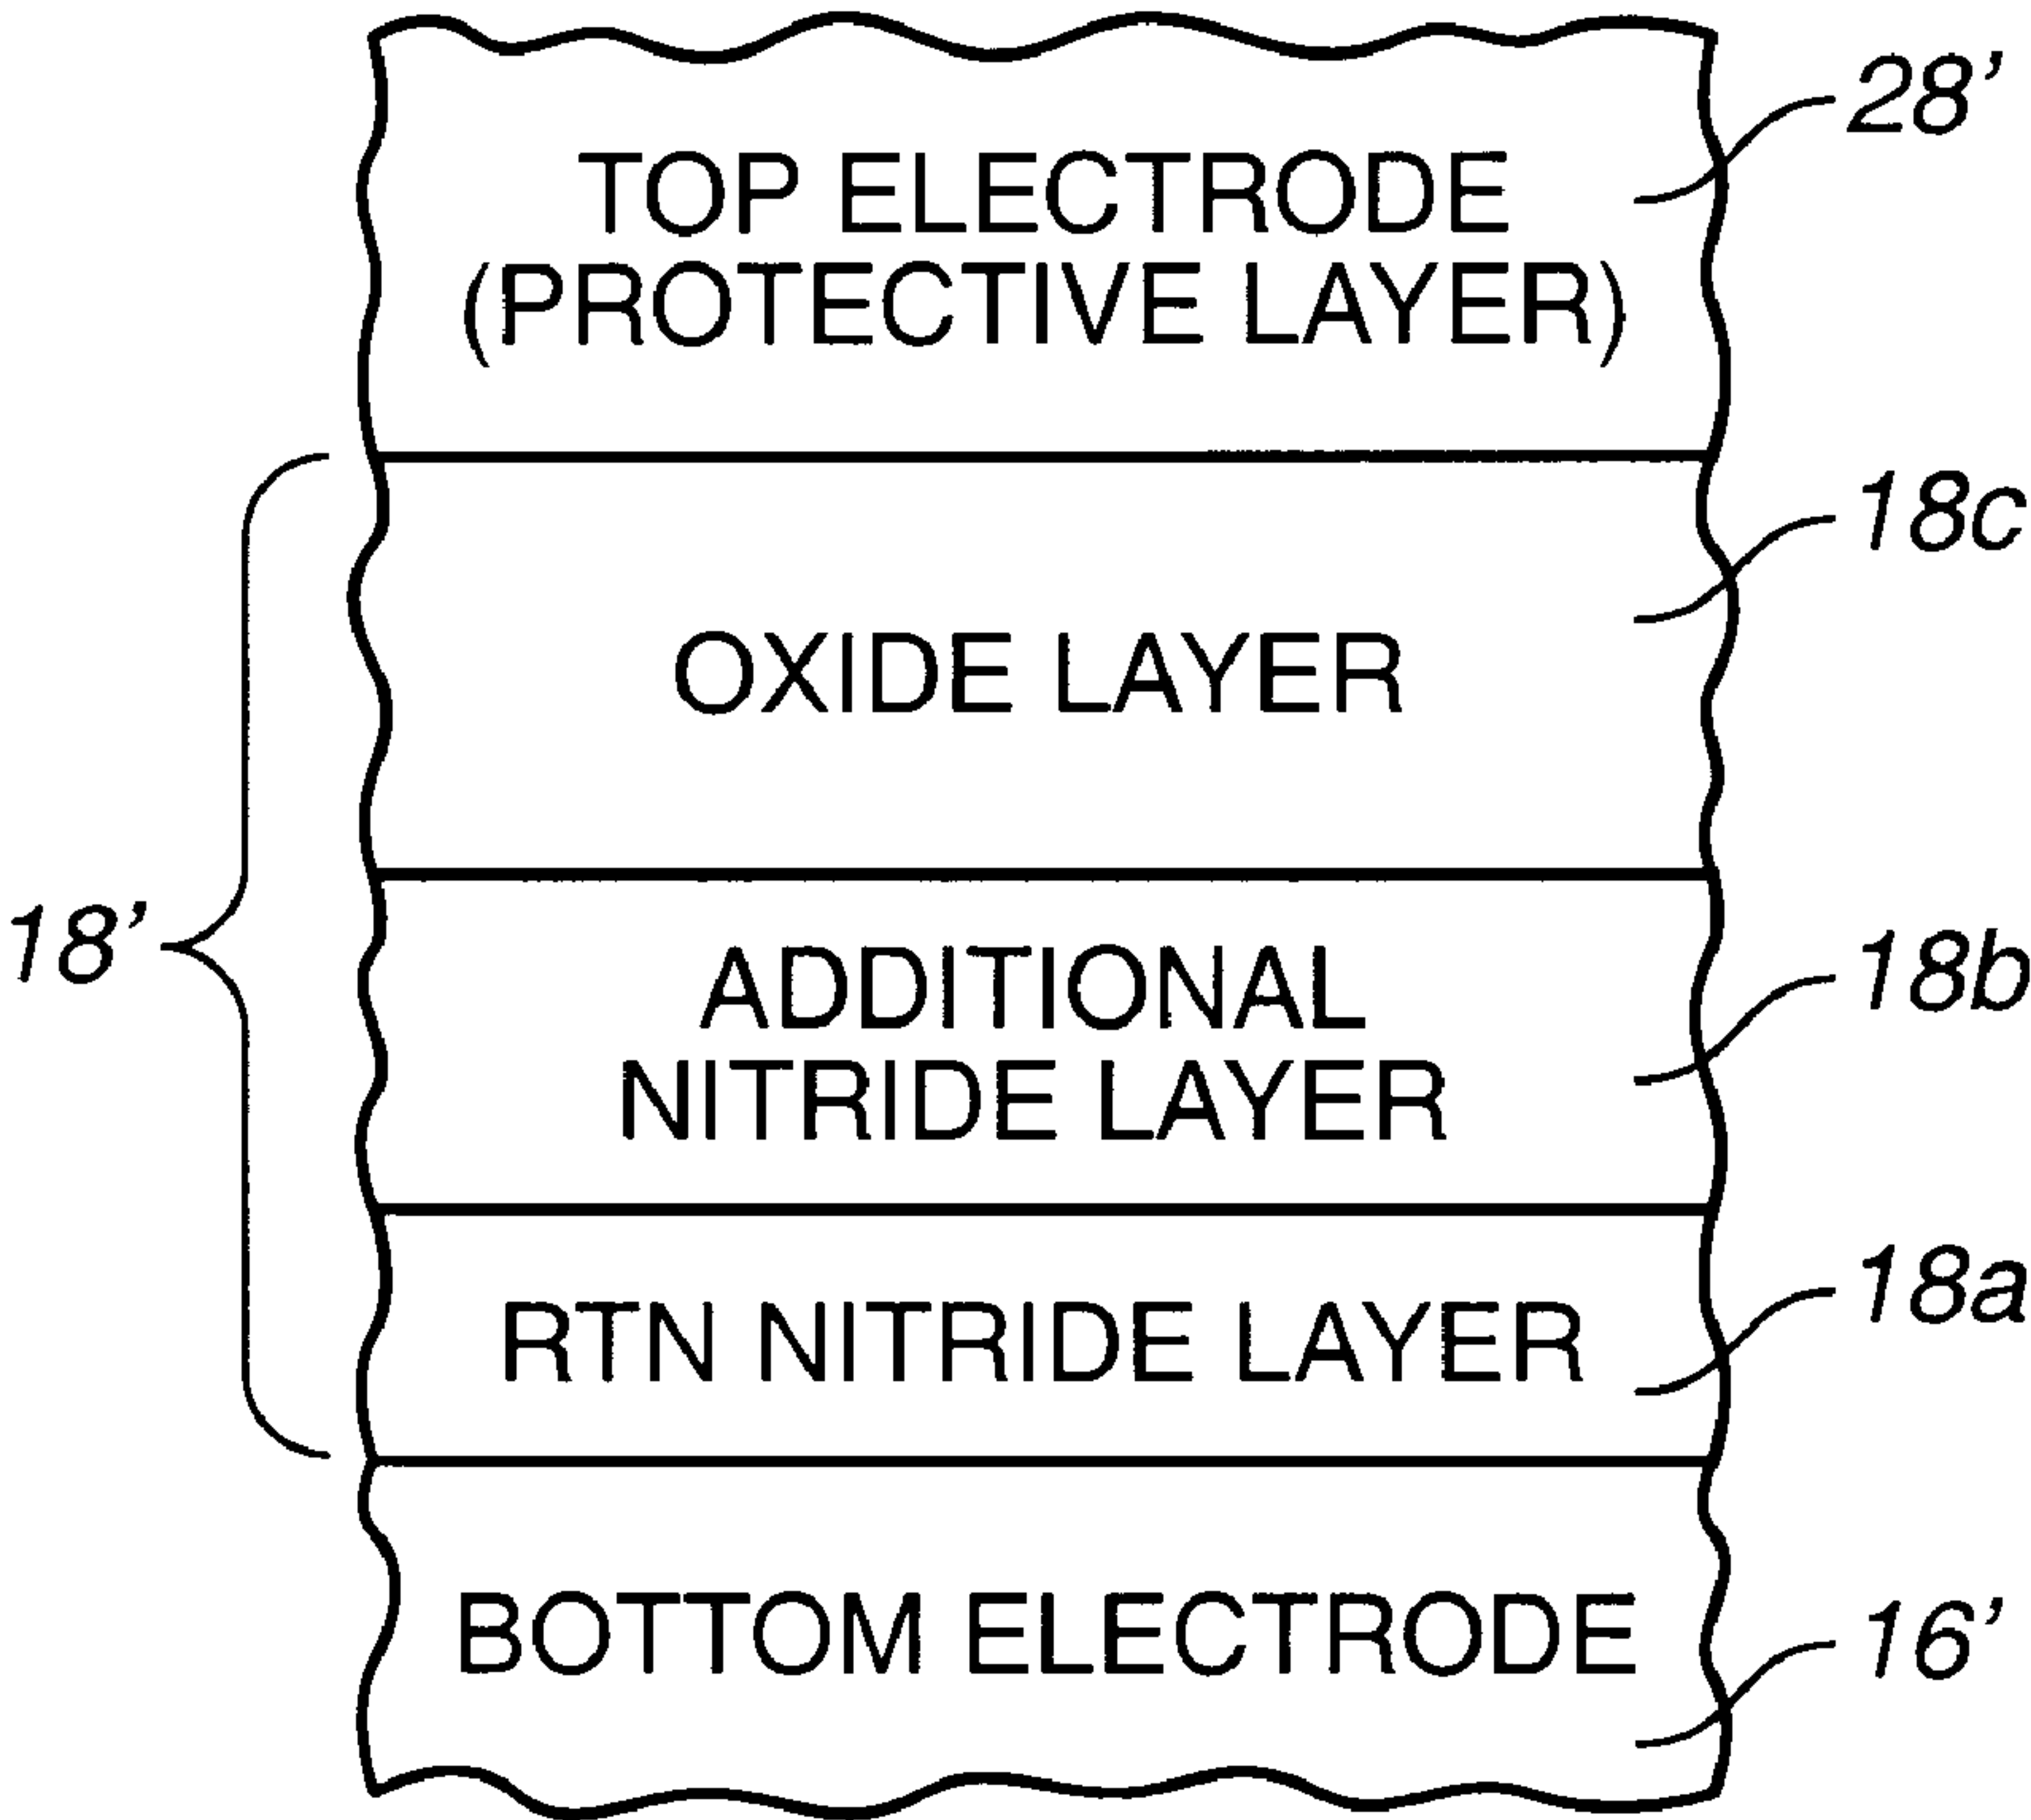 28’
TOP ELECTRODE
(PROTECTIVE LAYER)
18c
OXIDE LAYER
18’
18b
ADDITIONAL
NITRIDE LAYER
18a
RTN NITRIDE LAYER
BOTTOM ELECTRODE
16’